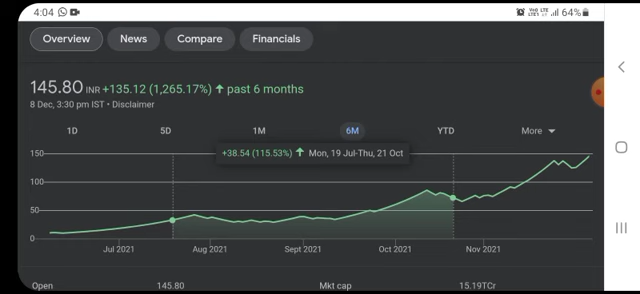 4:04 64%
Overview News Compare Financials
145.80 INR +135.12 (1,265.17%) ↑ past 6 months
8 Dec, 3:30 pm IST • Disclaimer
1D 5D 1M 6M YTD More
+38.54 (115.53%) ↑ Mon, 19 Jul-Thu, 21 Oct
150
100
50
0
Jul 2021 Aug 2021 Sept 2021 Oct 2021 Nov 2021
Open 145.80 Mkt cap 15.19TCr